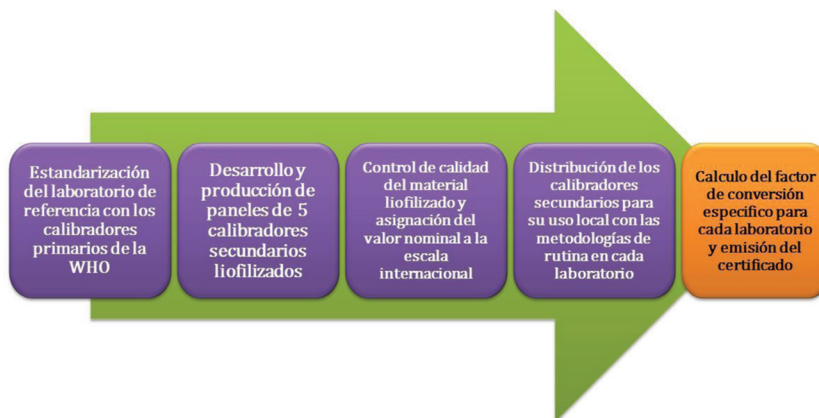 Estandarización
del laboratorio de
referencia con los
calibradores
primarios de la
WHO
Desarrollo y
producción de
paneles de 5
calibradores
secundarios
liofilizados
Control de calidad
del material
liofilizado y
asignación del
valor nominal a la
escala
internacional
Distribución de los
calibradores
secundarios para
su uso local con las
metodologías de
rutina en cada
laboratorio
Calculo del factor
de conversión
especifico para
cada laboratorio
y emisión del
certificado